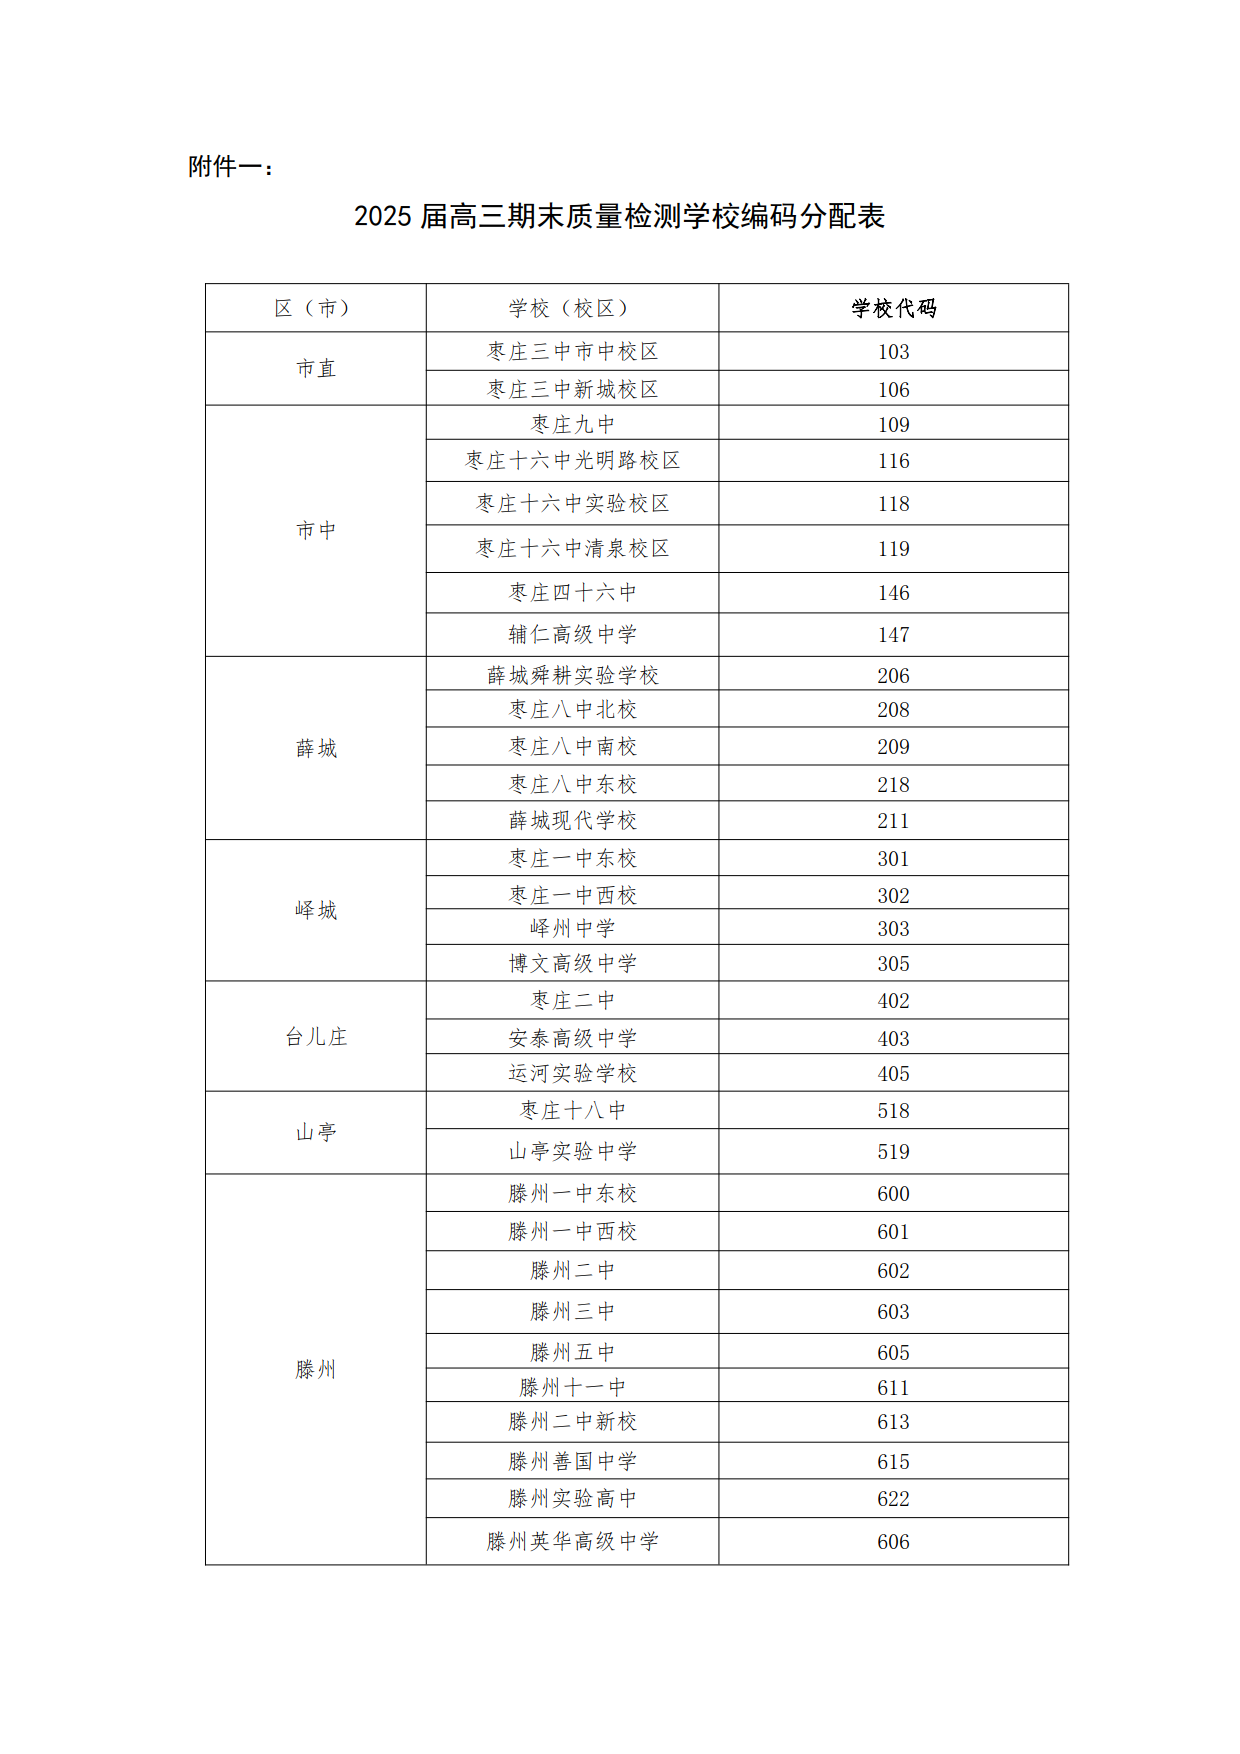 附件一：
2025 届高三期末质量检测学校编码分配表
区（市） 学校（校区） 学校代码
市直 枣庄三中市中校区 103
枣庄三中新城校区 106
市中 枣庄九中 109
枣庄十六中光明路校区 116
枣庄十六中实验校区 118
枣庄十六中清泉校区 119
枣庄四十六中 146
辅仁高级中学 147
薛城 薛城舜耕实验学校 206
枣庄八中北校 208
枣庄八中南校 209
枣庄八中东校 218
薛城现代学校 211
峄城 枣庄一中东校 301
枣庄一中西校 302
峄州中学 303
博文高级中学 305
台儿庄 枣庄二中 402
安泰高级中学 403
运河实验学校 405
山亭 枣庄十八中 518
山亭实验中学 519
滕州 滕州一中东校 600
滕州一中西校 601
滕州二中 602
滕州三中 603
滕州五中 605
滕州十一中 611
滕州二中新校 613
滕州善国中学 615
滕州实验高中 622
滕州英华高级中学 606